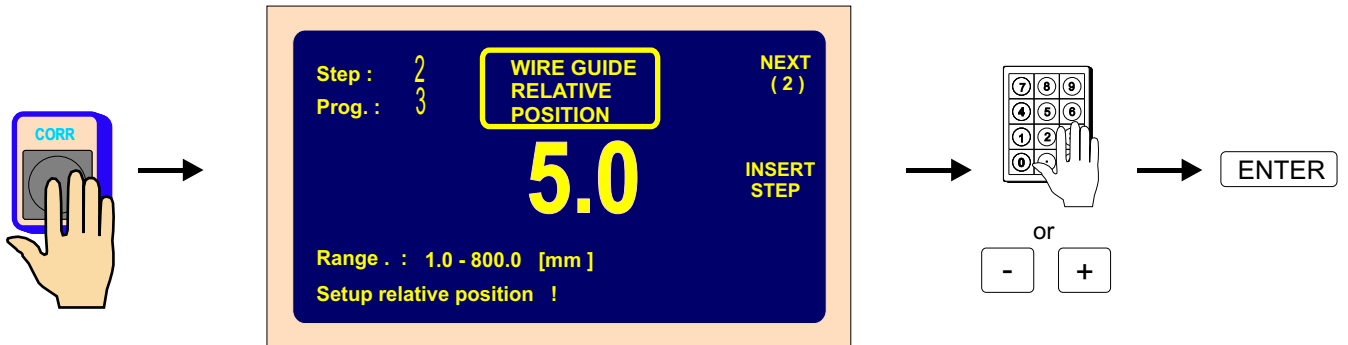 CORR
Step : 2
Prog. : 3
WIRE GUIDE
RELATIVE
POSITION
NEXT
( 2 )
5.0
INSERT
STEP
Range . : 1.0 - 800.0 [mm ]
Setup relative position !
7 8 9
4 5 6
1 2
0 .
or
- +
ENTER